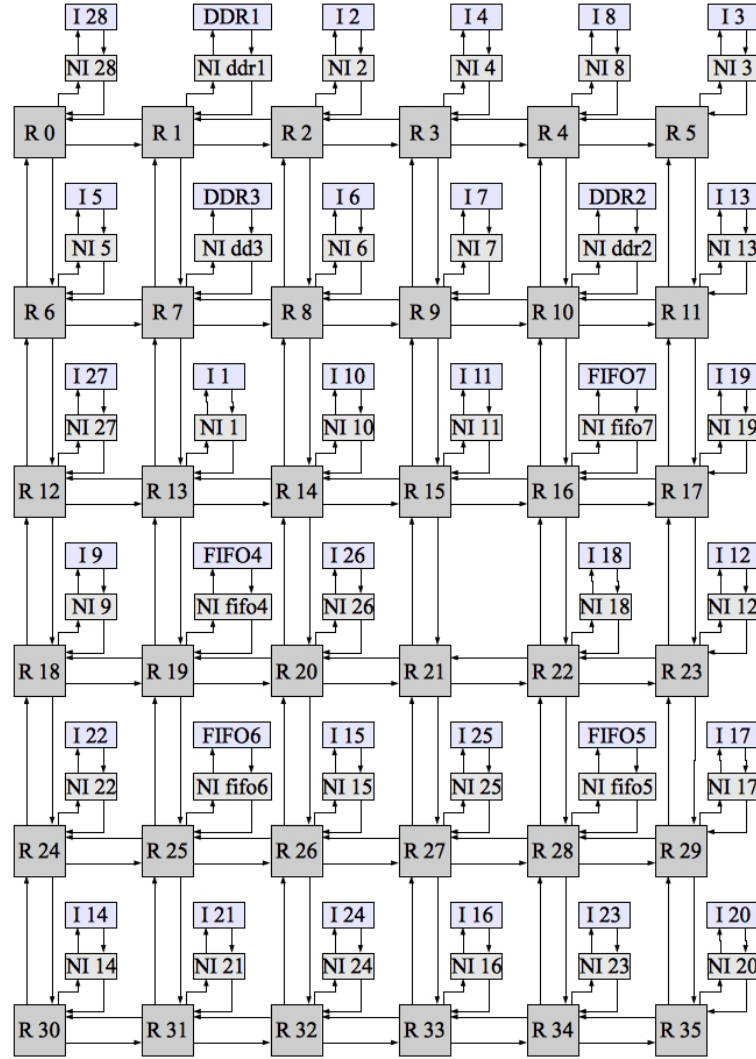 I 28 DDR1 I 2 I 4 I 8 I 3
NI 28 NI ddr1 NI 2 NI 4 NI 8 NI 3
R 0 R 1 R 2 R 3 R 4 R 5
I 5 DDR3 I 6 I 7 DDR2 I 13
NI 5 NI dd3 NI 6 NI 7 NI ddr2 NI 13
R 6 R 7 R 8 R 9 R 10 R 11
I 27 I 1 I 10 I 11 FIFO7 I 19
NI 27 NI 1 NI 10 NI 11 NI fifo7 NI 19
R 12 R 13 R 14 R 15 R 16 R 17
I 9 FIFO4 I 26 I 18 I 12
NI 9 NI fifo4 NI 26 NI 18 NI 12
R 18 R 19 R 20 R 21 R 22 R 23
I 22 FIFO6 I 15 I 25 FIFO5 I 17
NI 22 NI fifo6 NI 15 NI 25 NI fifo5 NI 17
R 24 R 25 R 26 R 27 R 28 R 29
I 14 I 21 I 24 I 16 I 23 I 20
NI 14 NI 21 NI 24 NI 16 NI 23 NI 20
R 30 R 31 R 32 R 33 R 34 R 35